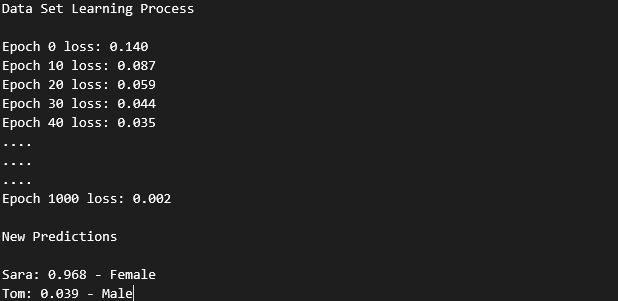 Data Set Learning Process
Epoch 0 loss: 0.140
Epoch 10 loss: 0.087
Epoch 20 loss: 0.059
Epoch 30 loss: 0.044
Epoch 40 loss: 0.035
....
....
....
Epoch 1000 loss: 0.002
New Predictions
Sara: 0.968 - Female
Tom: 0.039 - Male